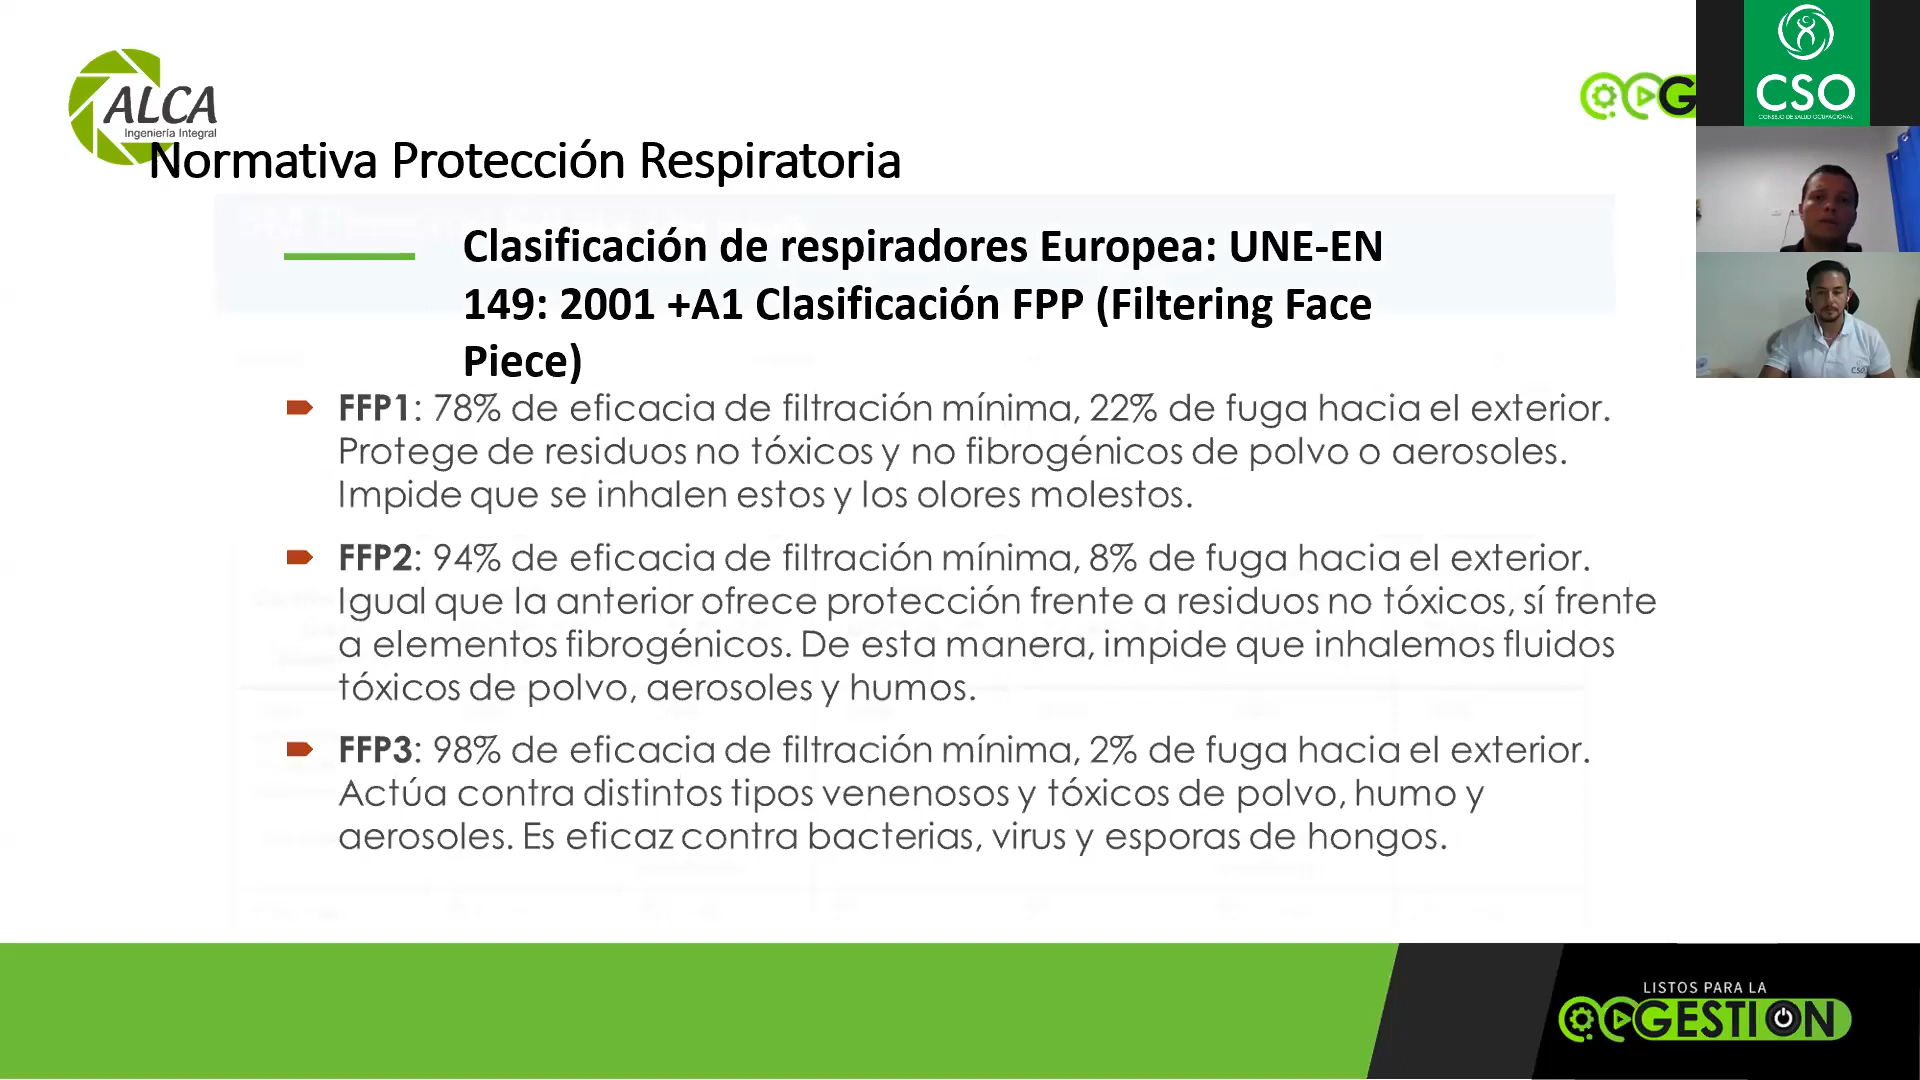 ALCA
Ingeniería Integral
G
CSO
CONSEJO DE SALUD OCUPACIONAL
Normativa Protección Respiratoria
Clasificación de respiradores Europea: UNE-EN
149: 2001 +A1 Clasificación FPP (Filtering Face
Piece)
FFP1: 78% de eficacia de filtración mínima, 22% de fuga hacia el exterior.
Protege de residuos no tóxicos y no fibrogénicos de polvo o aerosoles.
Impide que se inhalen estos y los olores molestos.
FFP2: 94% de eficacia de filtración mínima, 8% de fuga hacia el exterior.
Igual que la anterior ofrece protección frente a residuos no tóxicos, sí frente
a elementos fibrogénicos. De esta manera, impide que inhalemos fluidos
tóxicos de polvo, aerosoles y humos.
FFP3: 98% de eficacia de filtración mínima, 2% de fuga hacia el exterior.
Actúa contra distintos tipos venenosos y tóxicos de polvo, humo y
aerosoles. Es eficaz contra bacterias, virus y esporas de hongos.
LISTOS PARA LA
GESTION